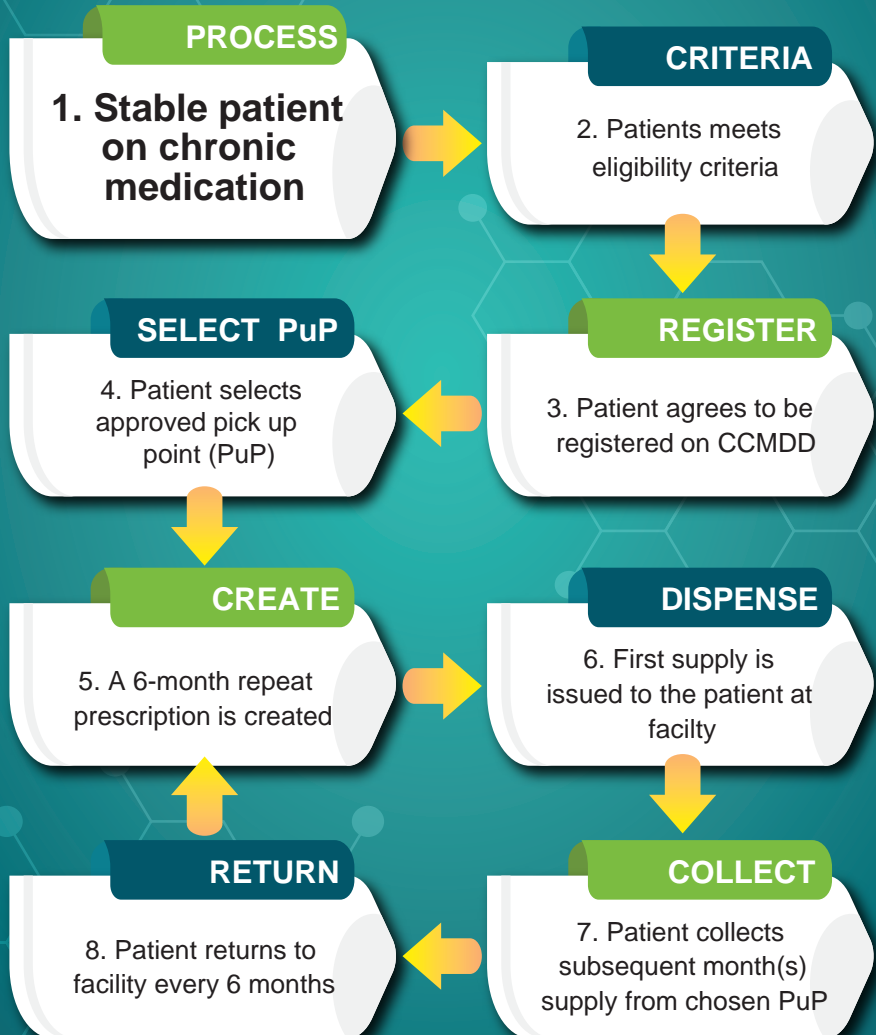 PROCESS
1. Stable patient
on chronic
medication
CRITERIA
2. Patients meets
eligibility criteria
REGISTER
3. Patient agrees to be
registered on CCMDD
SELECT PuP
4. Patient selects
approved pick up
point (PuP)
CREATE
5. A 6-month repeat
prescription is created
DISPENSE
6. First supply is
issued to the patient at
facilty
COLLECT
7. Patient collects
subsequent month(s)
supply from chosen PuP
RETURN
8. Patient returns to
facility every 6 months